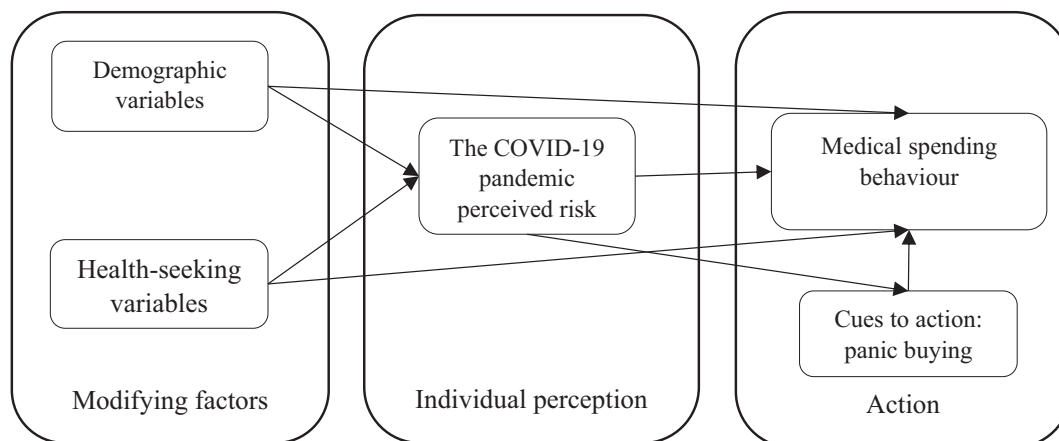 Demographic
variables
Health-seeking
variables
Modifying factors
The COVID-19
pandemic
perceived risk
Individual perception
Medical spending
behaviour
Cues to action:
panic buying
Action